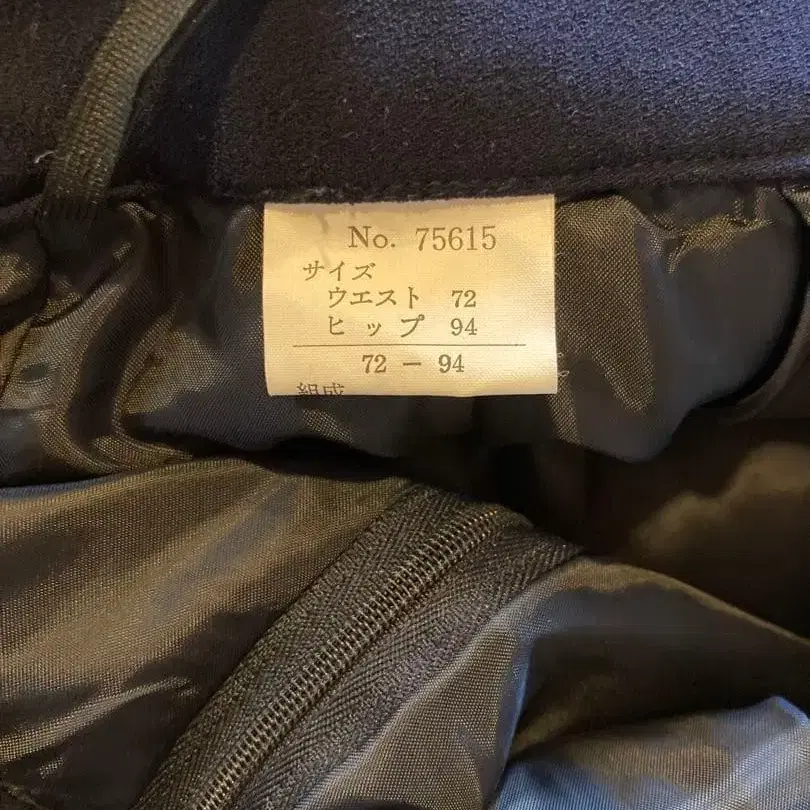 No. 75615
サイズ
ウエスト 72
ヒップ 94
72 － 94
組成